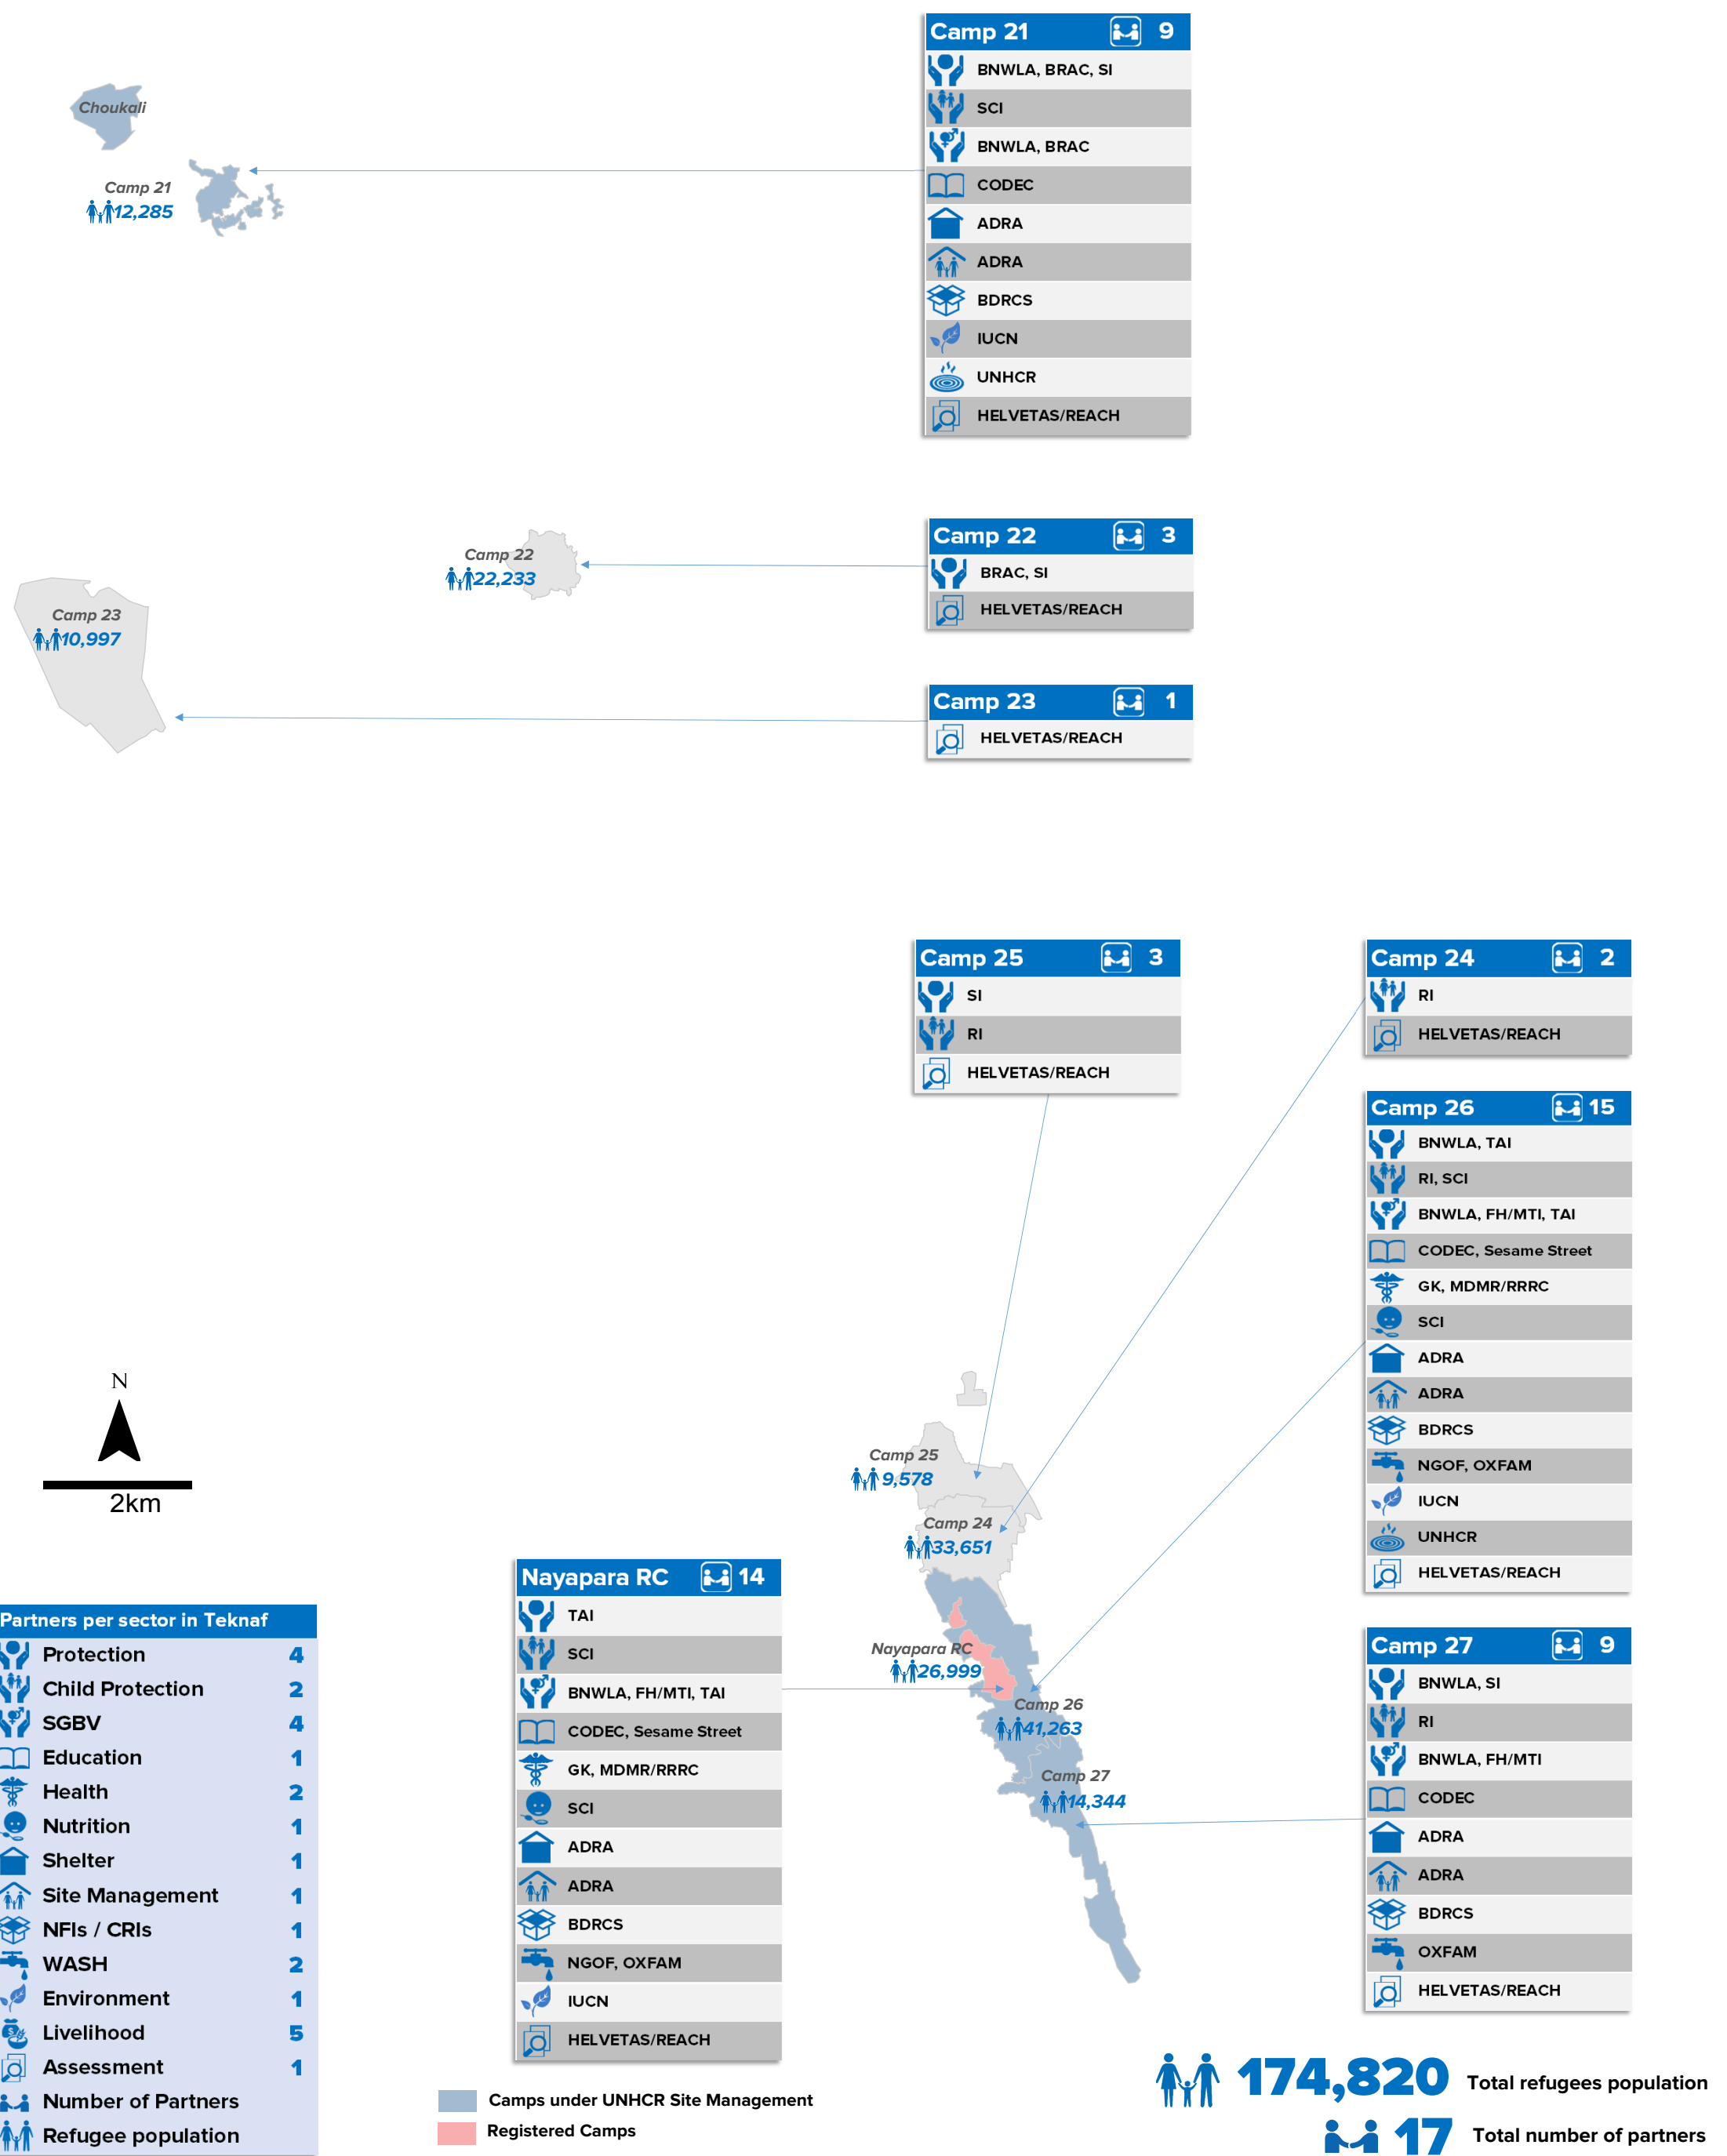 Camp 21 9
BNWLA, BRAC, SI
SCI
BNWLA, BRAC
CODEC
ADRA
ADRA
BDRCS
IUCN
UNHCR
HELVETAS/REACH
Choukali
Camp 21
12,285
Camp 22 3
BRAC, SI
HELVETAS/REACH
Camp 22
22,233
Camp 23
10,997
Camp 23 1
HELVETAS/REACH
Camp 25 3
SI
RI
HELVETAS/REACH
Camp 24 2
RI
HELVETAS/REACH
Camp 26 15
BNWLA, TAI
RI, SCI
BNWLA, FH/MTI, TAI
CODEC, Sesame Street
GK, MDMR/RRRC
SCI
ADRA
ADRA
BDRCS
NGOF, OXFAM
IUCN
UNHCR
HELVETAS/REACH
N
2km
Camp 25
9,578
Camp 24
33,651
Nayapara RC
26,999
Camp 26
41,263
Camp 27
14,344
Nayapara RC 14
TAI
SCI
BNWLA, FH/MTI, TAI
CODEC, Sesame Street
GK, MDMR/RRRC
SCI
ADRA
ADRA
BDRCS
NGOF, OXFAM
IUCN
HELVETAS/REACH
Camp 27 9
BNWLA, SI
RI
BNWLA, FH/MTI
CODEC
ADRA
ADRA
BDRCS
OXFAM
HELVETAS/REACH
Partners per sector in Teknaf
Protection 4
Child Protection 2
SGBV 4
Education 1
Health 2
Nutrition 1
Shelter 1
Site Management 1
NFIs / CRIs 1
WASH 2
Environment 1
Livelihood 5
Assessment 1
Number of Partners
Refugee population
Camps under UNHCR Site Management
Registered Camps
174,820 Total refugees population
17 Total number of partners